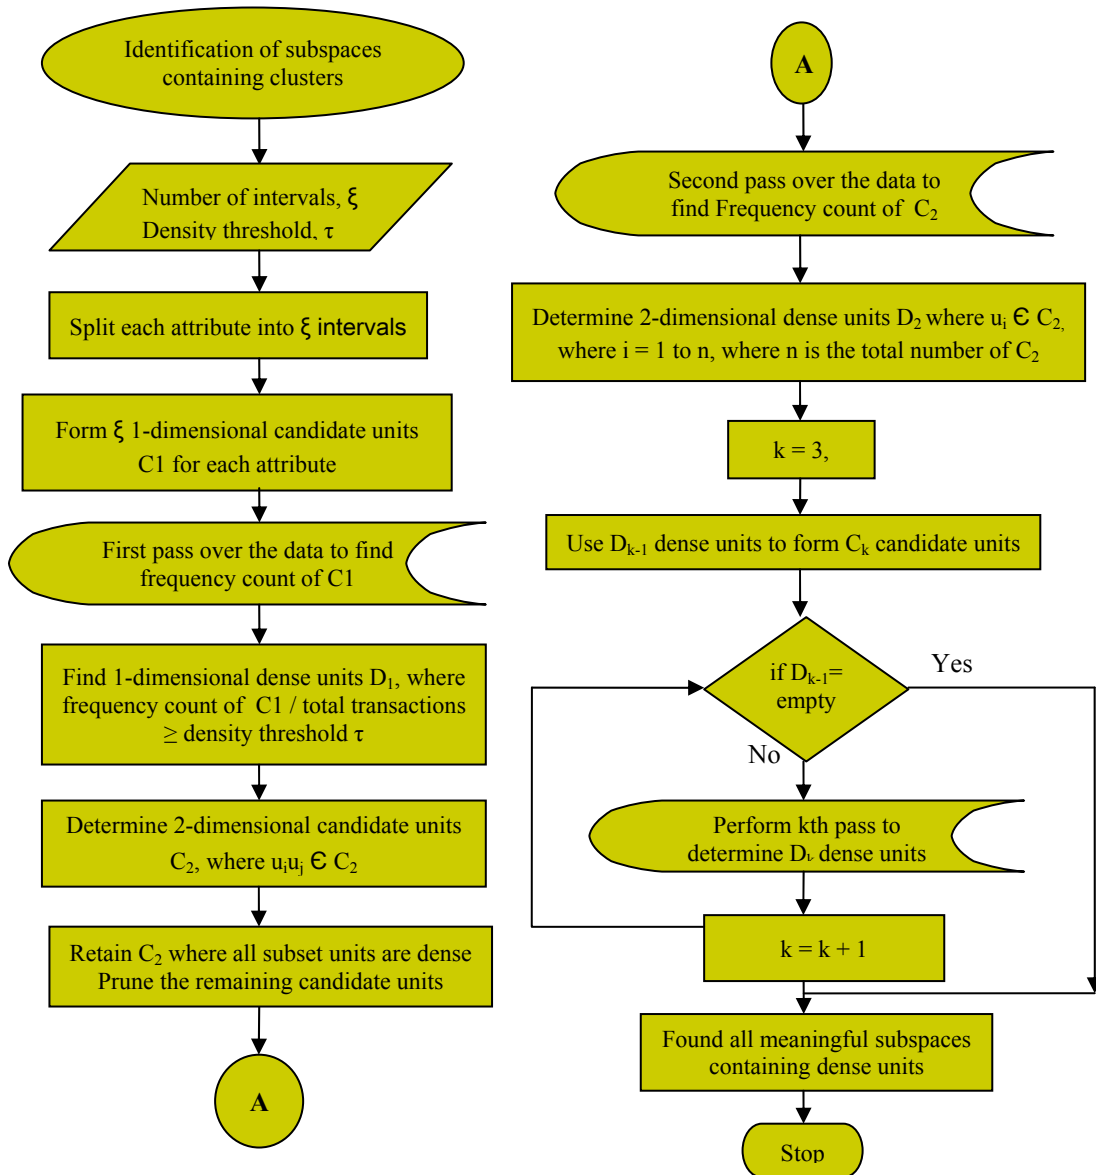 Identification of subspaces
containing clusters
Number of intervals, ξ
Density threshold, τ
Split each attribute into ξ intervals
Form ξ 1-dimensional candidate units
C1 for each attribute
First pass over the data to find
frequency count of C1
Find 1-dimensional dense units D1, where
frequency count of C1 / total transactions
≥ density threshold τ
Determine 2-dimensional candidate units
C2, where uiuj Є C2
Retain C2 where all subset units are dense
Prune the remaining candidate units
A
A
Second pass over the data to
find Frequency count of C2
Determine 2-dimensional dense units D2 where ui Є C2,
where i = 1 to n, where n is the total number of C2
k = 3,
Use Dk-1 dense units to form Ck candidate units
if Dk-1=
empty
Yes
No
Perform kth pass to
determine Dk dense units
k = k + 1
Found all meaningful subspaces
containing dense units
Stop